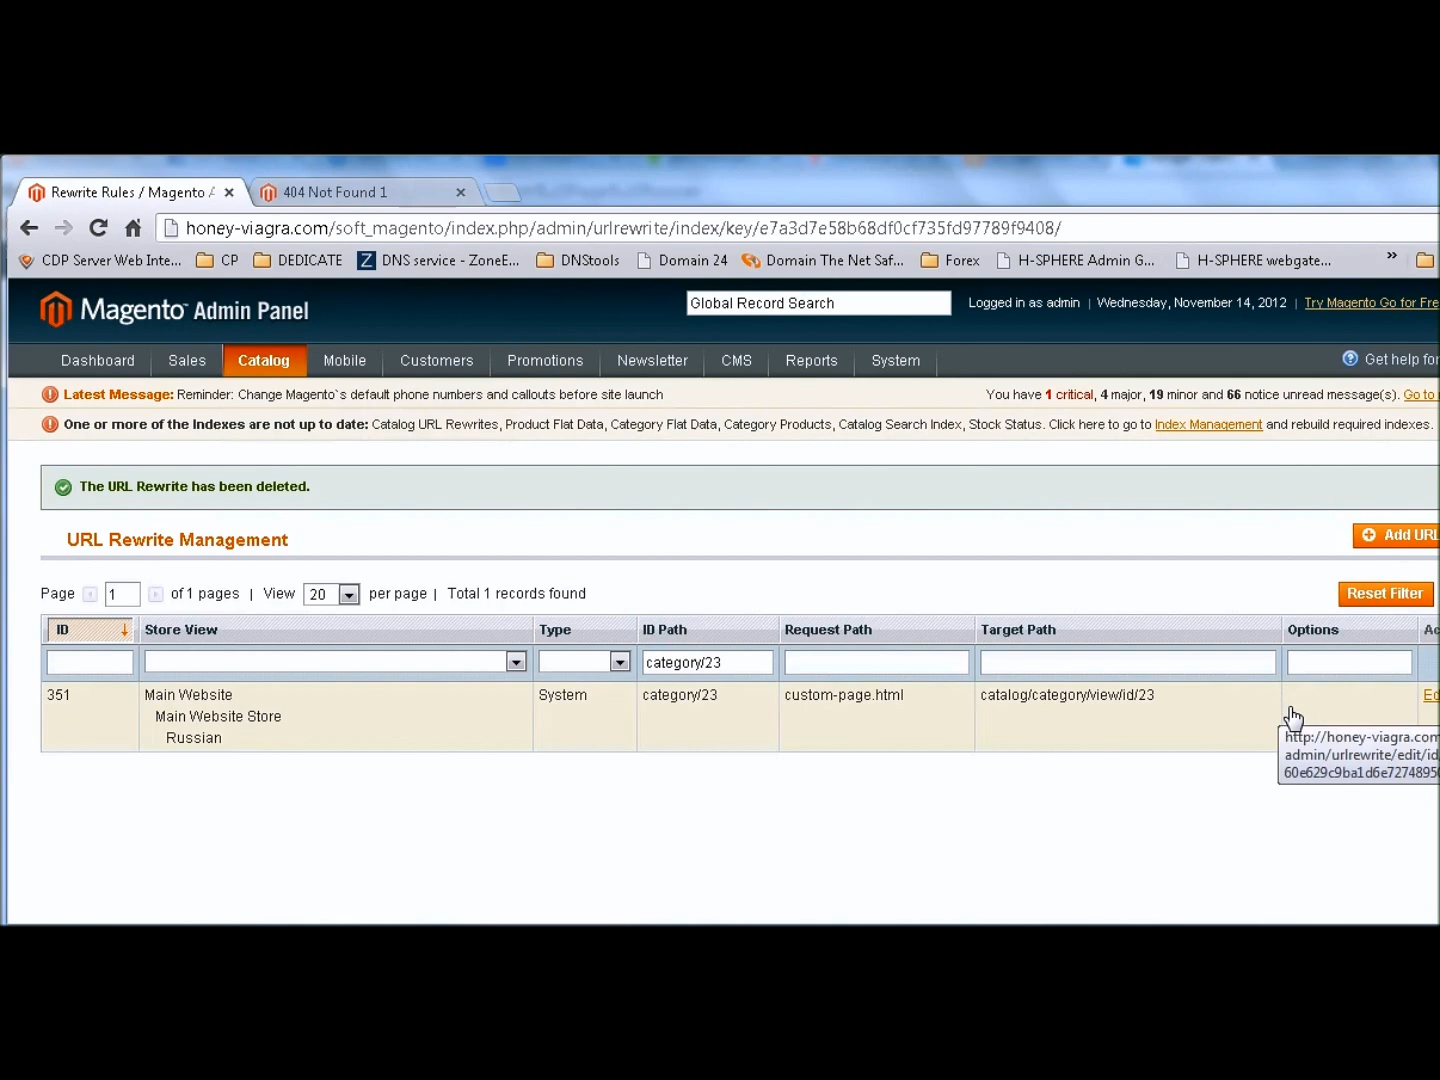 Rewrite Rules / Magento A
404 Not Found 1
honey-viagra.com/soft_magento/index.php/admin/urlrewrite/index/key/e7a3d7e58b68df0cf735fd97789f9408/
CDP Server Web Inte... CP DEDICATE DNS service - ZoneE... DNStools Domain 24 Domain The Net Saf... Forex H-SPHERE Admin G... H-SPHERE webgate... »
Magento Admin Panel
Global Record Search
Logged in as admin | Wednesday, November 14, 2012 | Try Magento Go for Fre
Dashboard Sales Catalog Mobile Customers Promotions Newsletter CMS Reports System Get help for
Latest Message: Reminder: Change Magento`s default phone numbers and callouts before site launch You have 1 critical, 4 major, 19 minor and 66 notice unread message(s). Go to
One or more of the Indexes are not up to date: Catalog URL Rewrites, Product Flat Data, Category Flat Data, Category Products, Catalog Search Index, Stock Status. Click here to go to Index Management and rebuild required indexes.
The URL Rewrite has been deleted.
URL Rewrite Management
Add URL
Page 1 of 1 pages | View 20 per page | Total 1 records found
Reset Filter
ID Store View Type ID Path Request Path Target Path Options Ac
category/23
351 Main Website System category/23 custom-page.html catalog/category/view/id/23 Ed
Main Website Store
Russian
http://honey-viagra.com
admin/urlrewrite/edit/id
60e629c9ba1d6e7274895